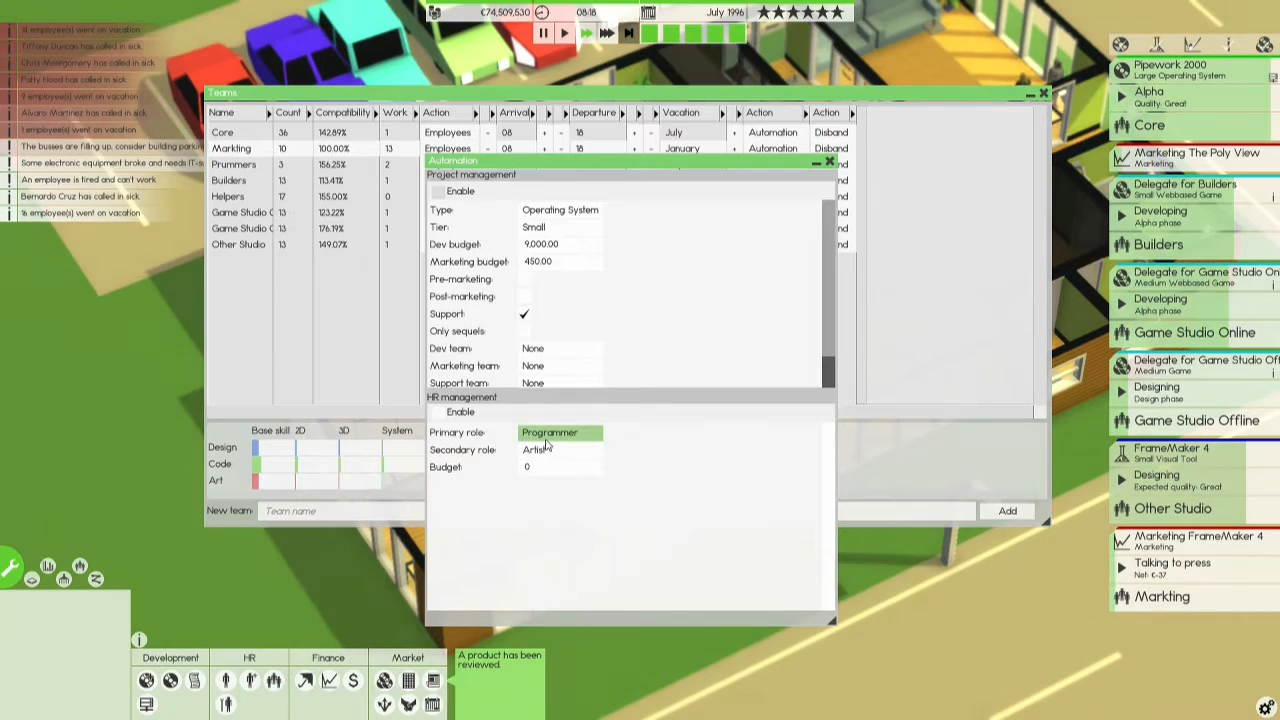 €74,509,530 08:18 July 1996
31 employee(s) went on vacation
Tiffany Duncan has called in sick
Chris Montgomery has called in sick
Patty Hood has called in sick
9 employee(s) went on vacation
Alvaro Martinez has called in sick
1 employee(s) went on vacation
The busses are filling up, consider building parking
Some electronic equipment broke and needs IT-su
An employee is tired and can't work
Bernardo Cruz has called in sick
16 employee(s) went on vacation
Teams
Name Count Compatibility Work Action Arrival Departure Vacation Action Action
Core 36 142.89% 1 Employees - 08 + - 18 + - July + Automation Disband
Markting 10 100.00% 13 Employees - 08 + - 18 + - January + Automation Disband
Prummers 3 156.25% 2
Builders 13 113.41% 1
Helpers 17 155.00% 0
Game Studio O 13 123.22% 1
Game Studio O 13 176.19% 1
Other Studio 13 149.07% 1
Automation
Project management
Enable
Type: Operating System
Tier: Small
Dev budget: 9,000.00
Marketing budget: 450.00
Pre-marketing:
Post-marketing:
Support:
Only sequels:
Dev team: None
Marketing team: None
Support team: None
HR management
Enable
Primary role: Programmer
Secondary role: Artist
Budget: 0
Base skill 2D 3D System
Design
Code
Art
New team: Team name Add
Pipework 2000
Large Operating System
Alpha
Quality: Great
Core
Marketing The Poly View
Marketing
Delegate for Builders
Small Webbased Game
Developing
Alpha phase
Builders
Delegate for Game Studio On
Medium Webbased Game
Developing
Alpha phase
Game Studio Online
Delegate for Game Studio Off
Medium Game
Designing
Design phase
Game Studio Offline
FrameMaker 4
Small Visual Tool
Designing
Expected quality: Great
Other Studio
Marketing FrameMaker 4
Marketing
Talking to press
Net: €-37
Markting
Development HR Finance Market
A product has been
reviewed.